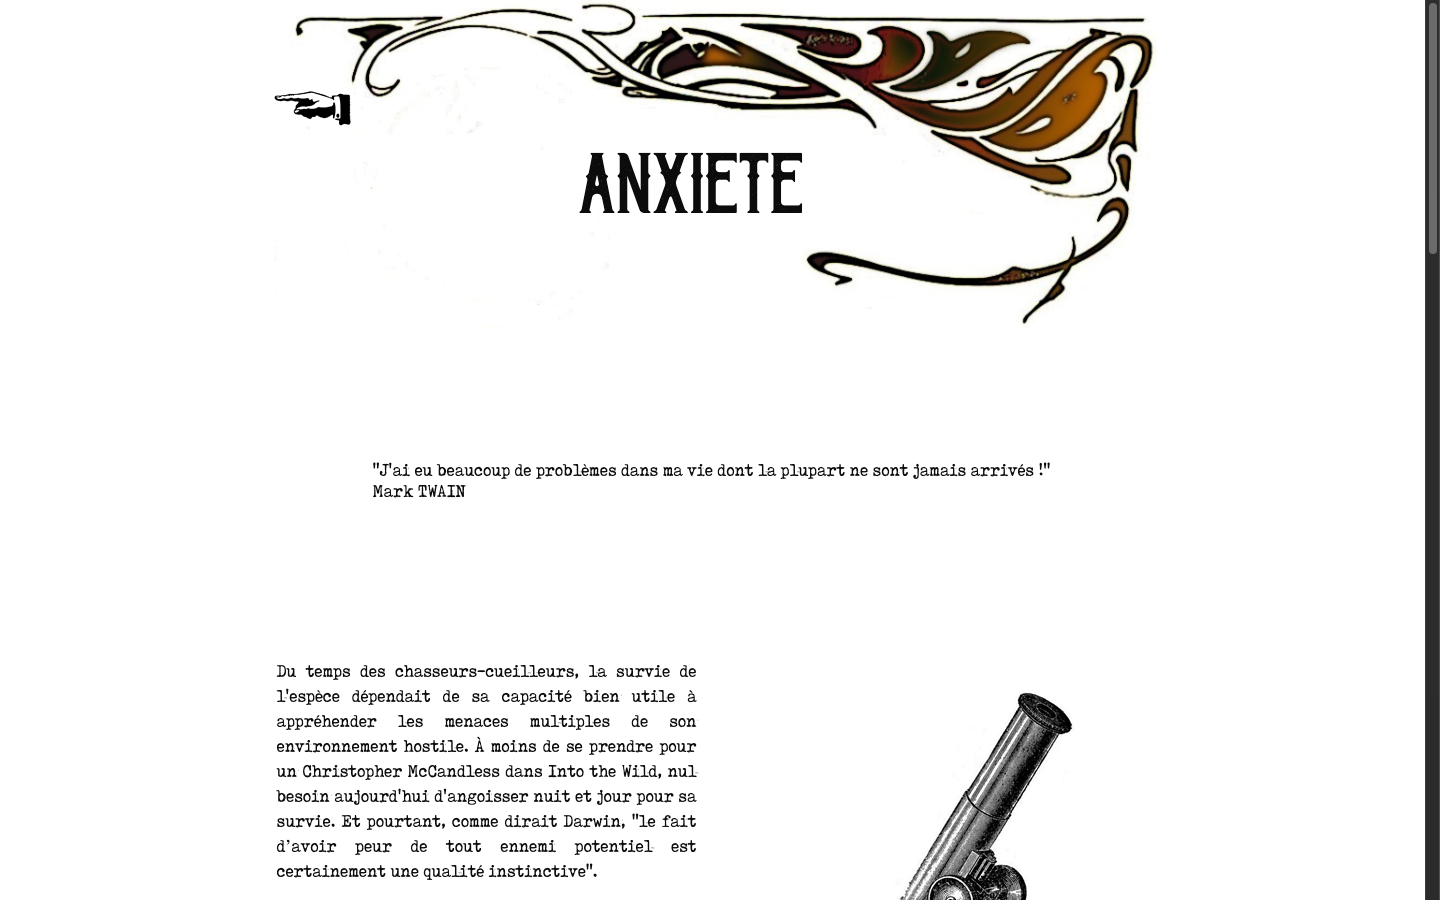 ANXIETE
"J'ai eu beaucoup de problèmes dans ma vie dont la plupart ne sont jamais arrivés !"
Mark TWAIN
Du temps des chasseurs-cueilleurs, la survie de
l'espèce dépendait de sa capacité bien utile à
appréhender les menaces multiples de son
environnement hostile. À moins de se prendre pour
un Christopher McCandless dans Into the Wild, nul
besoin aujourd'hui d'angoisser nuit et jour pour sa
survie. Et pourtant, comme dirait Darwin, "le fait
d’avoir peur de tout ennemi potentiel est
certainement une qualité instinctive".